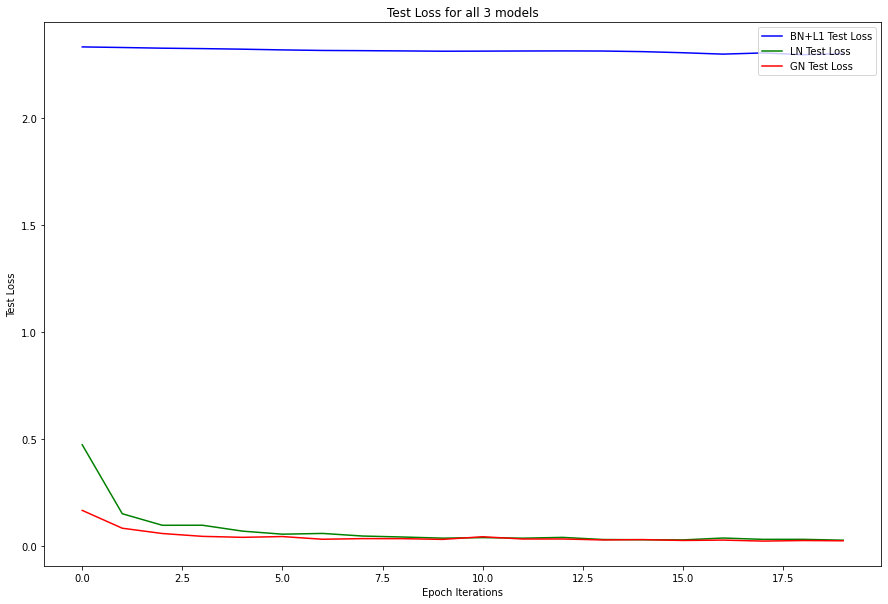 Test Loss for all 3 models
BN+L1 Test Loss
LN Test Loss
GN Test Loss
2.0
1.5
1.0
0.5
0.0
Test Loss
0.0 2.5 5.0 7.5 10.0 12.5 15.0 17.5
Epoch Iterations